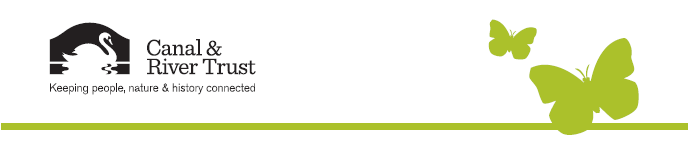 Canal &
River Trust
Keeping people, nature & history connected